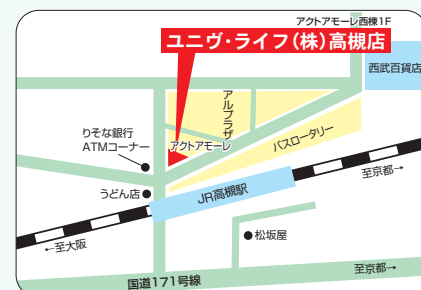 アクトアモーレ西棟1F
ユニヴ・ライフ(株)高槻店
西武百貨店
アルプラザ
りそな銀行
ATMコーナー
アクトアモーレ
バスロータリー
うどん店
JR高槻駅
至京都→
←至大阪
松坂屋
国道171号線
至京都→